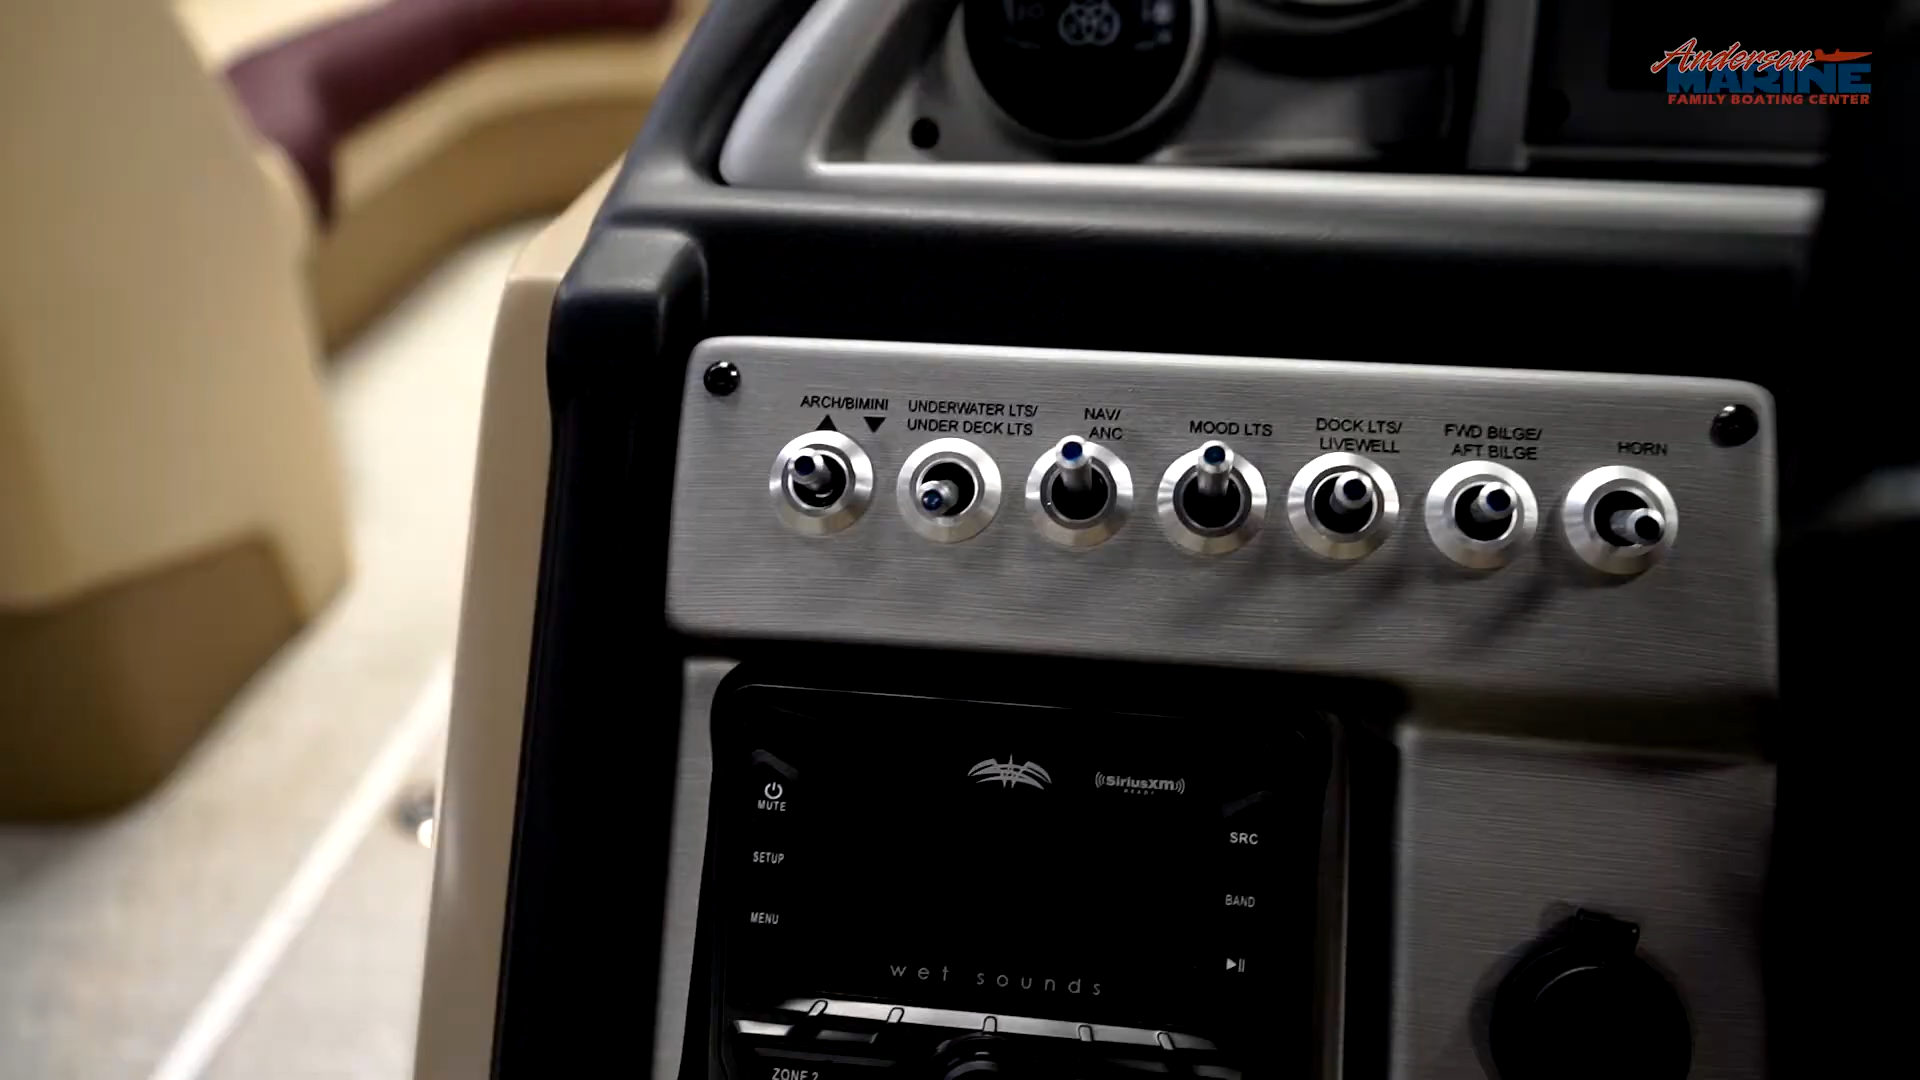 Anderson
MARINE
FAMILY BOATING CENTER
ARCH/BIMINI
▲ ▼
UNDERWATER LTS/
UNDER DECK LTS
NAV/
ANC
MOOD LTS
DOCK LTS/
LIVEWELL
FWD BILGE/
AFT BILGE
HORN
MUTE
SETUP
MENU
((SiriusXM))
READY
SRC
BAND
wet sounds
ZONE 2